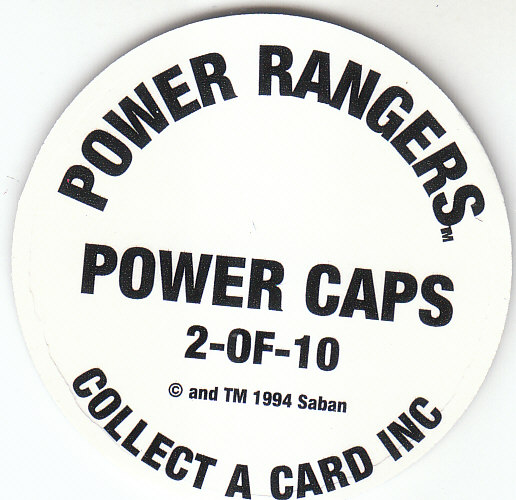 POWER RANGERS™
POWER CAPS
2-OF-10
© and TM 1994 Saban
COLLECT A CARD INC